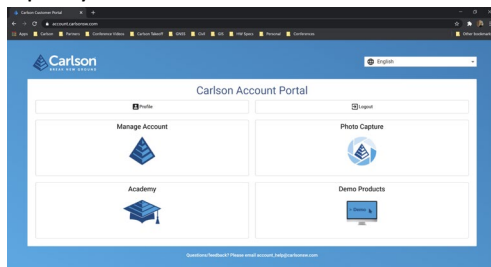 Carlson Customer Portal
account.carlsonsw.com
Apps Carlson Partners Conference Videos Carlson Takeoff GNSS Civil GIS HW Specs Personal Conferences Other bookmarks
Carlson
BREAK NEW GROUND
English
Carlson Account Portal
Profile Logout
Manage Account Photo Capture
Academy Demo Products
Questions/feedback? Please email account_help@carlsonsw.com